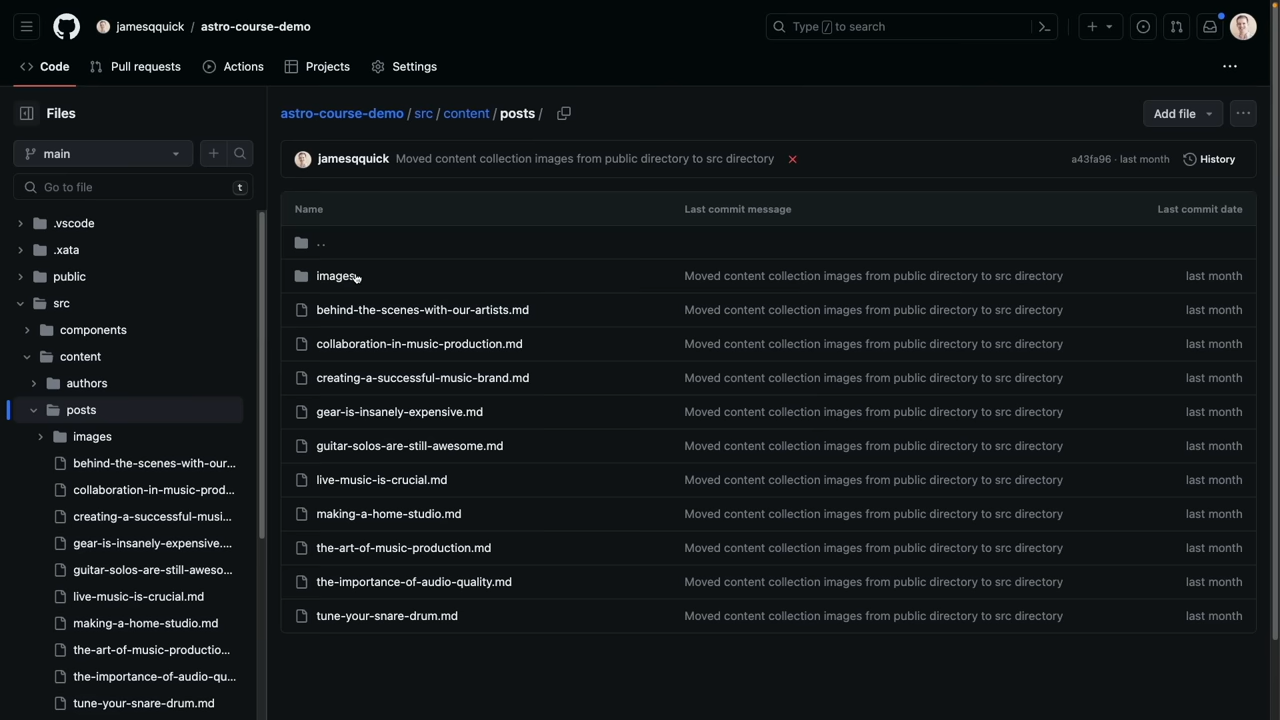 jamesqquick / astro-course-demo
Type / to search
Code
Pull requests
Actions
Projects
Settings
Files
main
Go to file
t
.vscode
.xata
public
src
components
content
authors
posts
images
behind-the-scenes-with-our...
collaboration-in-music-prod...
creating-a-successful-musi...
gear-is-insanely-expensive....
guitar-solos-are-still-aweso...
live-music-is-crucial.md
making-a-home-studio.md
the-art-of-music-productio...
the-importance-of-audio-qu...
tune-your-snare-drum.md
astro-course-demo / src / content / posts /
Add file
jamesqquick Moved content collection images from public directory to src directory
a43fa96 · last month
History
Name Last commit message Last commit date
..
images Moved content collection images from public directory to src directory last month
behind-the-scenes-with-our-artists.md Moved content collection images from public directory to src directory last month
collaboration-in-music-production.md Moved content collection images from public directory to src directory last month
creating-a-successful-music-brand.md Moved content collection images from public directory to src directory last month
gear-is-insanely-expensive.md Moved content collection images from public directory to src directory last month
guitar-solos-are-still-awesome.md Moved content collection images from public directory to src directory last month
live-music-is-crucial.md Moved content collection images from public directory to src directory last month
making-a-home-studio.md Moved content collection images from public directory to src directory last month
the-art-of-music-production.md Moved content collection images from public directory to src directory last month
the-importance-of-audio-quality.md Moved content collection images from public directory to src directory last month
tune-your-snare-drum.md Moved content collection images from public directory to src directory last month